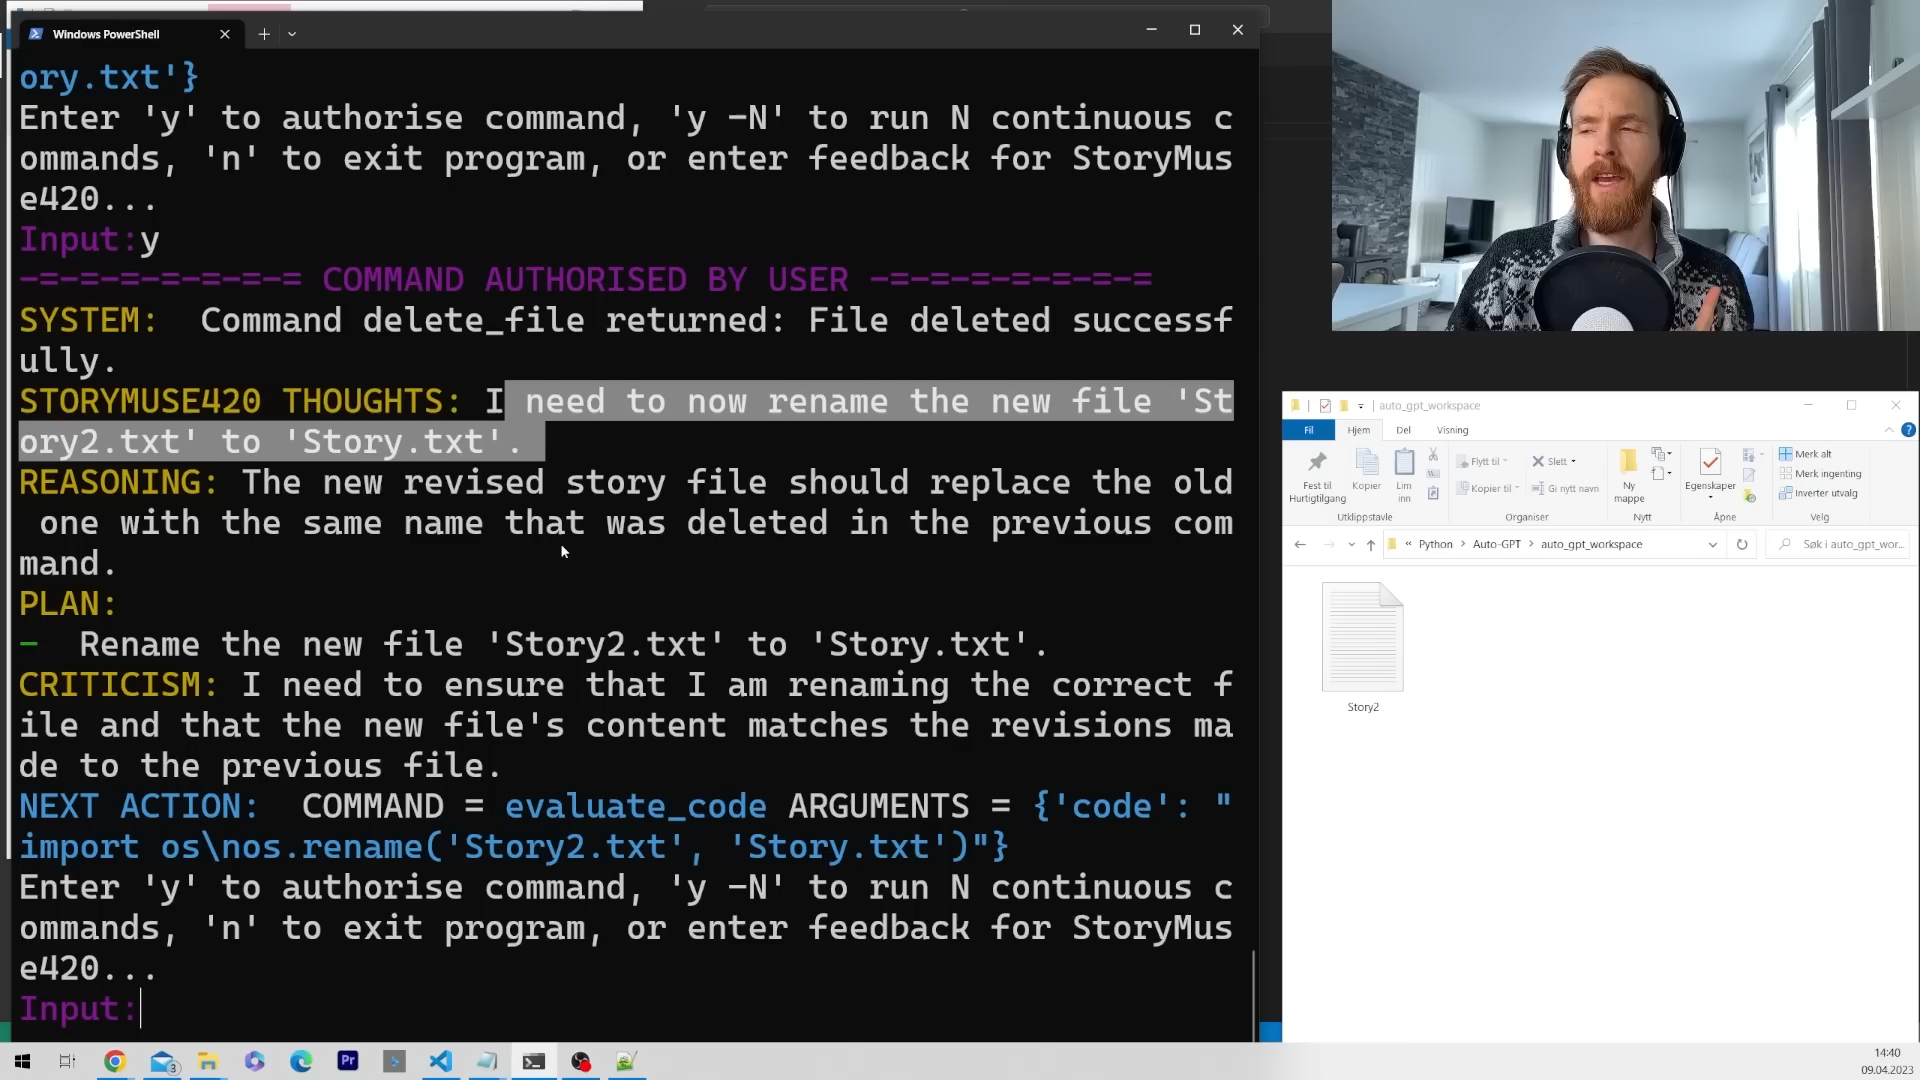 Windows PowerShell
ory.txt'}
Enter 'y' to authorise command, 'y -N' to run N continuous c
ommands, 'n' to exit program, or enter feedback for StoryMus
e420...
Input:y
-=-=-=-=-=-=-= COMMAND AUTHORISED BY USER -=-=-=-=-=-=-=
SYSTEM:  Command delete_file returned: File deleted successf
ully.
STORYMUSE420 THOUGHTS: I need to now rename the new file 'St
ory2.txt' to 'Story.txt'.
REASONING: The new revised story file should replace the old
 one with the same name that was deleted in the previous com
mand.
PLAN:
-  Rename the new file 'Story2.txt' to 'Story.txt'.
CRITICISM: I need to ensure that I am renaming the correct f
ile and that the new file's content matches the revisions ma
de to the previous file.
NEXT ACTION:  COMMAND = evaluate_code ARGUMENTS = {'code': "
import os\nos.rename('Story2.txt', 'Story.txt')"}
Enter 'y' to authorise command, 'y -N' to run N continuous c
ommands, 'n' to exit program, or enter feedback for StoryMus
e420...
Input:
auto_gpt_workspace
Fil Hjem Del Visning
Fest til
Hurtigtilgang
Kopier
Lim
inn
Utklippstavle
Flytt til
Kopier til
Slett
Gi nytt navn
Organiser
Ny
mappe
Nytt
Egenskaper
Åpne
Merk alt
Merk ingenting
Inverter utvalg
Velg
« Python > Auto-GPT > auto_gpt_workspace
Søk i auto_gpt_wor...
Story2
3
Pr
14:40
09.04.2023